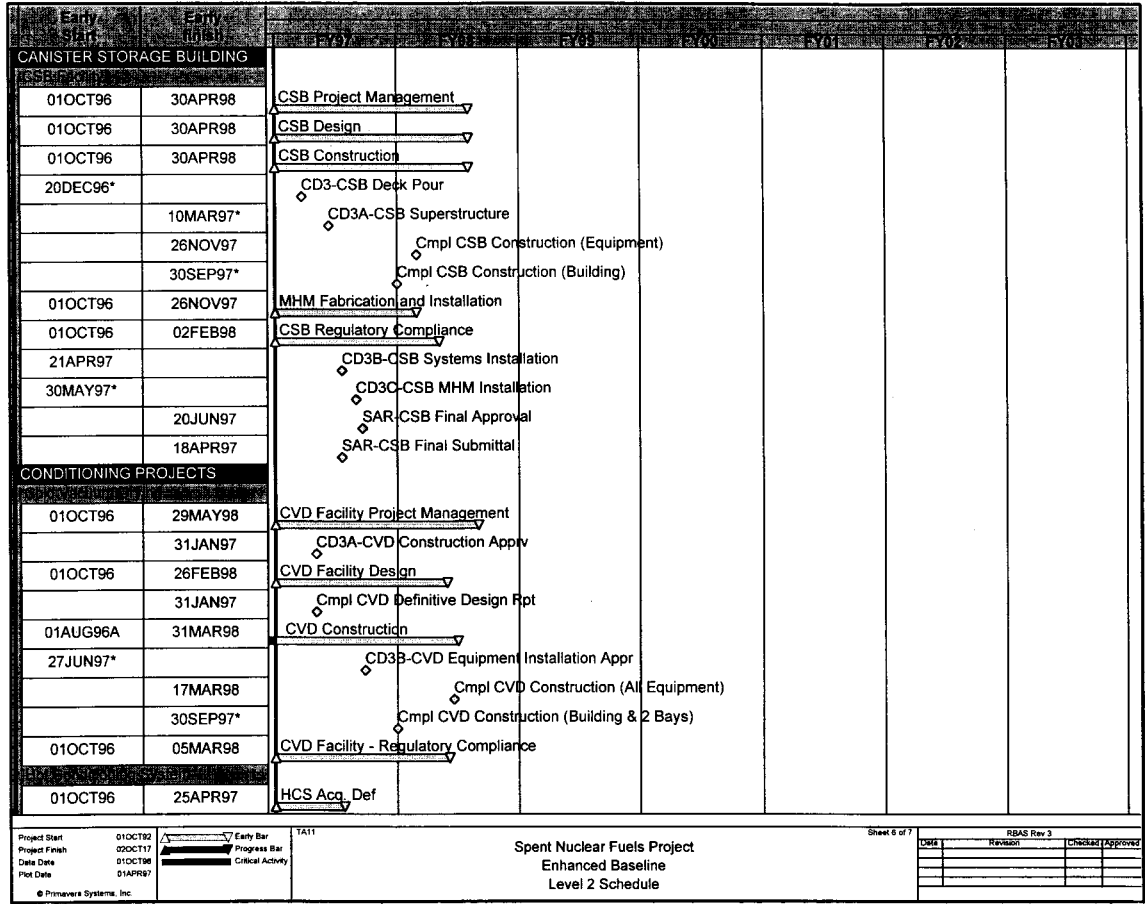 Early Start Early Finish
FY97 FY98 FY99 FY00 FY01 FY02 FY03
CANISTER STORAGE BUILDING
01OCT96 30APR98 CSB Project Management
01OCT96 30APR98 CSB Design
01OCT96 30APR98 CSB Construction
20DEC96* CD3-CSB Deck Pour
10MAR97* CD3A-CSB Superstructure
26NOV97 Cmpl CSB Construction (Equipment)
30SEP97* Cmpl CSB Construction (Building)
01OCT96 26NOV97 MHM Fabrication and Installation
01OCT96 02FEB98 CSB Regulatory Compliance
21APR97 CD3B-CSB Systems Installation
30MAY97* CD3C-CSB MHM Installation
20JUN97 SAR-CSB Final Approval
18APR97 SAR-CSB Final Submittal
CONDITIONING PROJECTS
01OCT96 29MAY98 CVD Facility Project Management
31JAN97 CD3A-CVD Construction Apprv
01OCT96 26FEB98 CVD Facility Design
31JAN97 Cmpl CVD Definitive Design Rpt
01AUG96A 31MAR98 CVD Construction
27JUN97* CD3B-CVD Equipment Installation Appr
17MAR98 Cmpl CVD Construction (All Equipment)
30SEP97* Cmpl CVD Construction (Building & 2 Bays)
01OCT96 05MAR98 CVD Facility - Regulatory Compliance
01OCT96 25APR97 HCS Acq. Def
Project Start 01OCT92
Project Finish 02OCT17
Data Date 01OCT96
Plot Date 01APR97
© Primavera Systems, Inc.
Early Bar
Progress Bar
Critical Activity
TA11
Spent Nuclear Fuels Project
Enhanced Baseline
Level 2 Schedule
Sheet 6 of 7
RBAS Rev 3
Date Revision Checked Approved